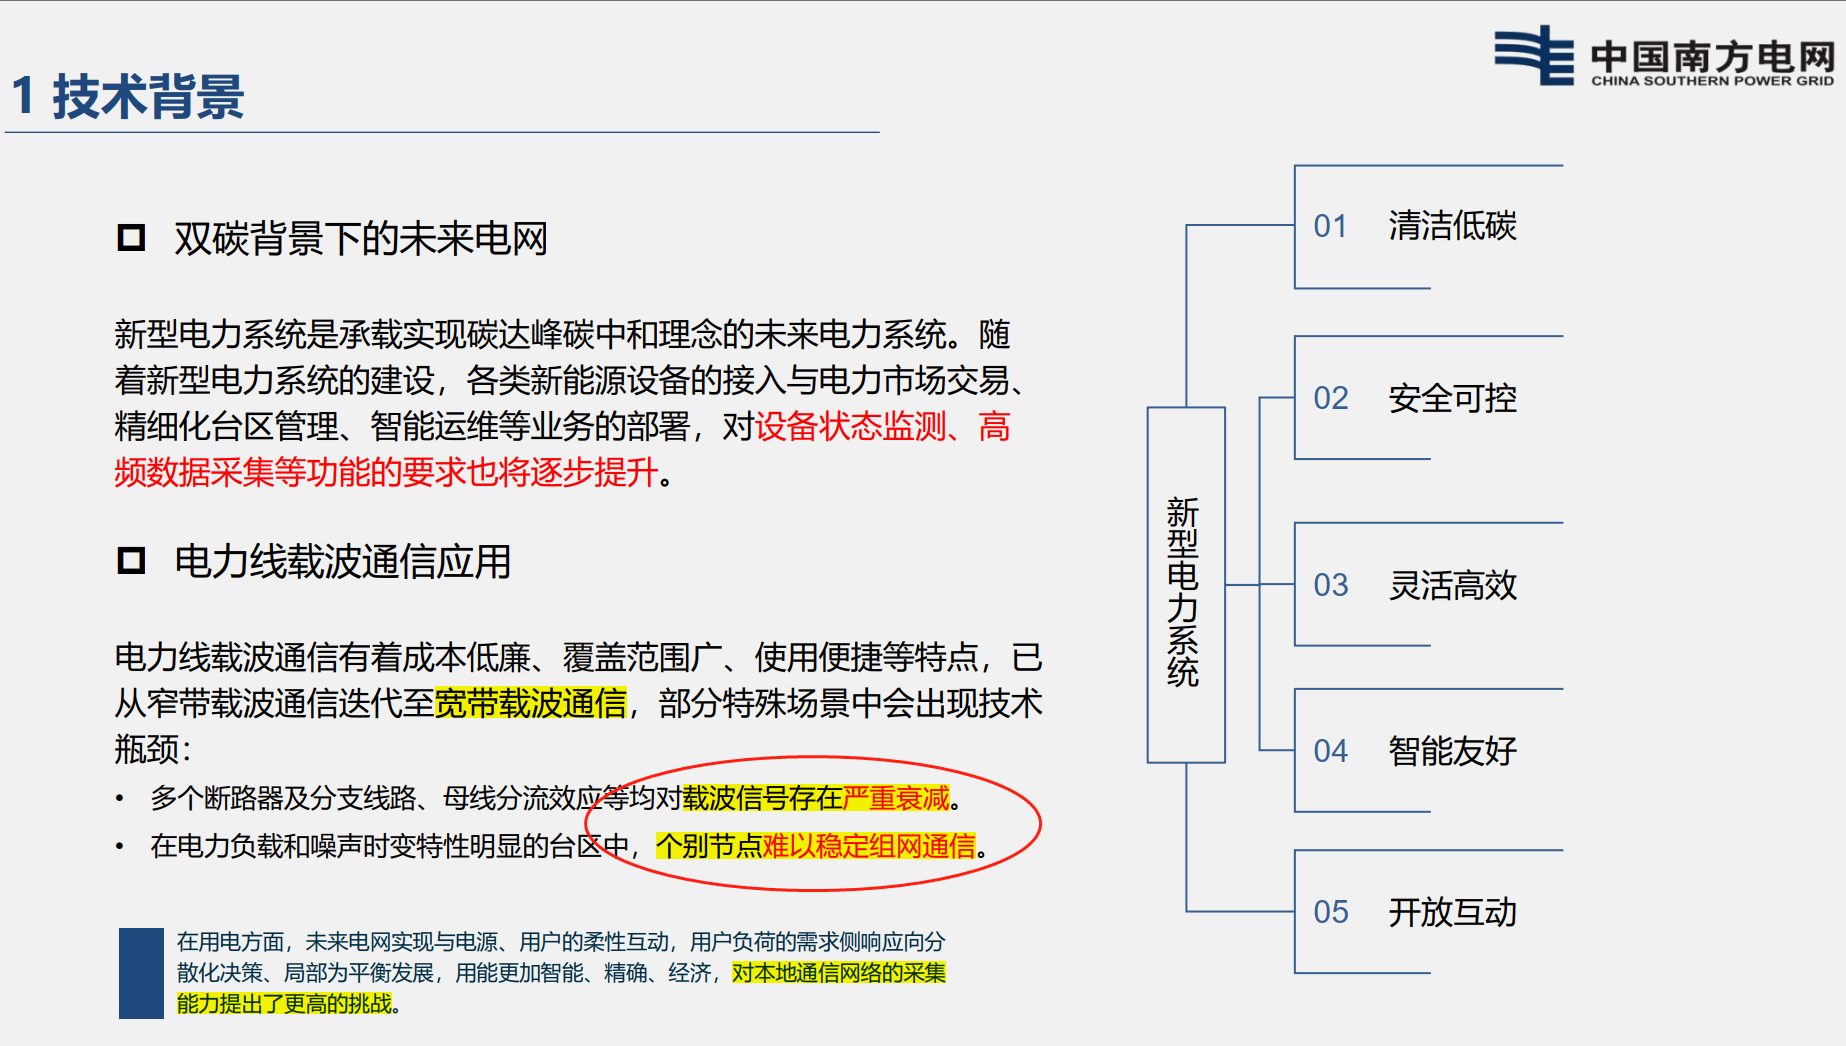 中国南方电网
CHINA SOUTHERN POWER GRID
1 技术背景
双碳背景下的未来电网
新型电力系统是承载实现碳达峰碳中和理念的未来电力系统。随
着新型电力系统的建设，各类新能源设备的接入与电力市场交易、
精细化台区管理、智能运维等业务的部署，对设备状态监测、高
频数据采集等功能的要求也将逐步提升。
电力线载波通信应用
电力线载波通信有着成本低廉、覆盖范围广、使用便捷等特点，已
从窄带载波通信迭代至宽带载波通信，部分特殊场景中会出现技术
瓶颈：
• 多个断路器及分支线路、母线分流效应等均对载波信号存在严重衰减。
• 在电力负载和噪声时变特性明显的台区中，个别节点难以稳定组网通信。
在用电方面，未来电网实现与电源、用户的柔性互动，用户负荷的需求侧响应向分
散化决策、局部为平衡发展，用能更加智能、精确、经济，对本地通信网络的采集
能力提出了更高的挑战。
新型电力系统
01 清洁低碳
02 安全可控
03 灵活高效
04 智能友好
05 开放互动